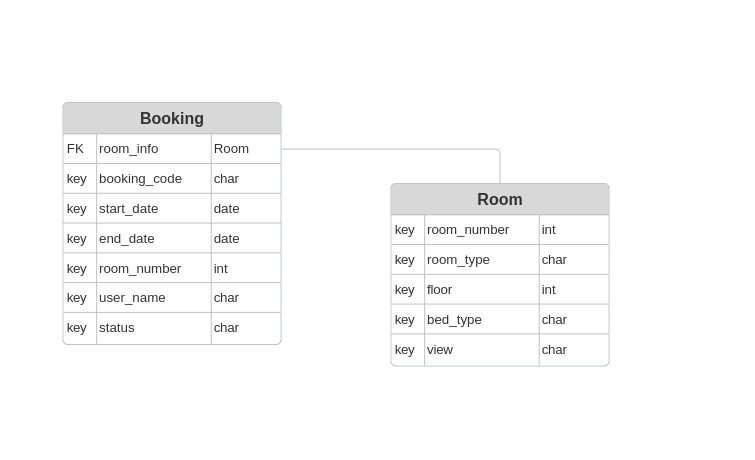 Booking
FK room_info Room
key booking_code char
key start_date date
key end_date date
key room_number int
key user_name char
key status char
Room
key room_number int
key room_type char
key floor int
key bed_type char
key view char